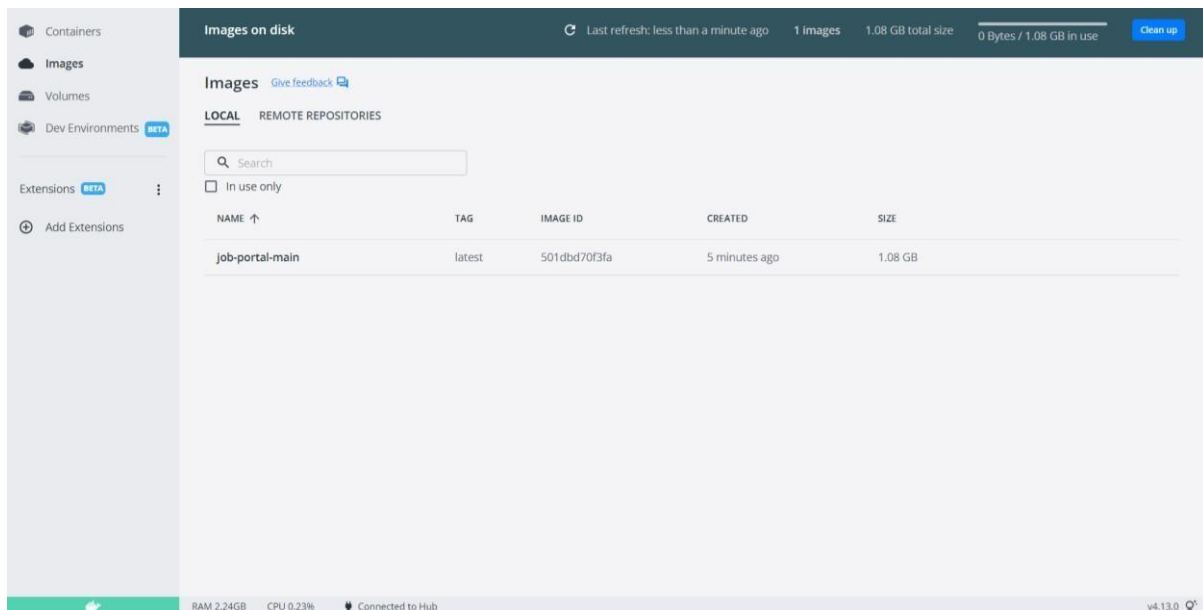 Containers
Images
Volumes
Dev Environments BETA
Extensions BETA
Add Extensions
Images on disk
Last refresh: less than a minute ago 1 images 1.08 GB total size 0 Bytes / 1.08 GB in use Clean up
Images Give feedback
LOCAL REMOTE REPOSITORIES
Search
In use only
NAME TAG IMAGE ID CREATED SIZE
job-portal-main latest 501dbd70f3fa 5 minutes ago 1.08 GB
RAM 2.24GB CPU 0.23% Connected to Hub v4.13.0